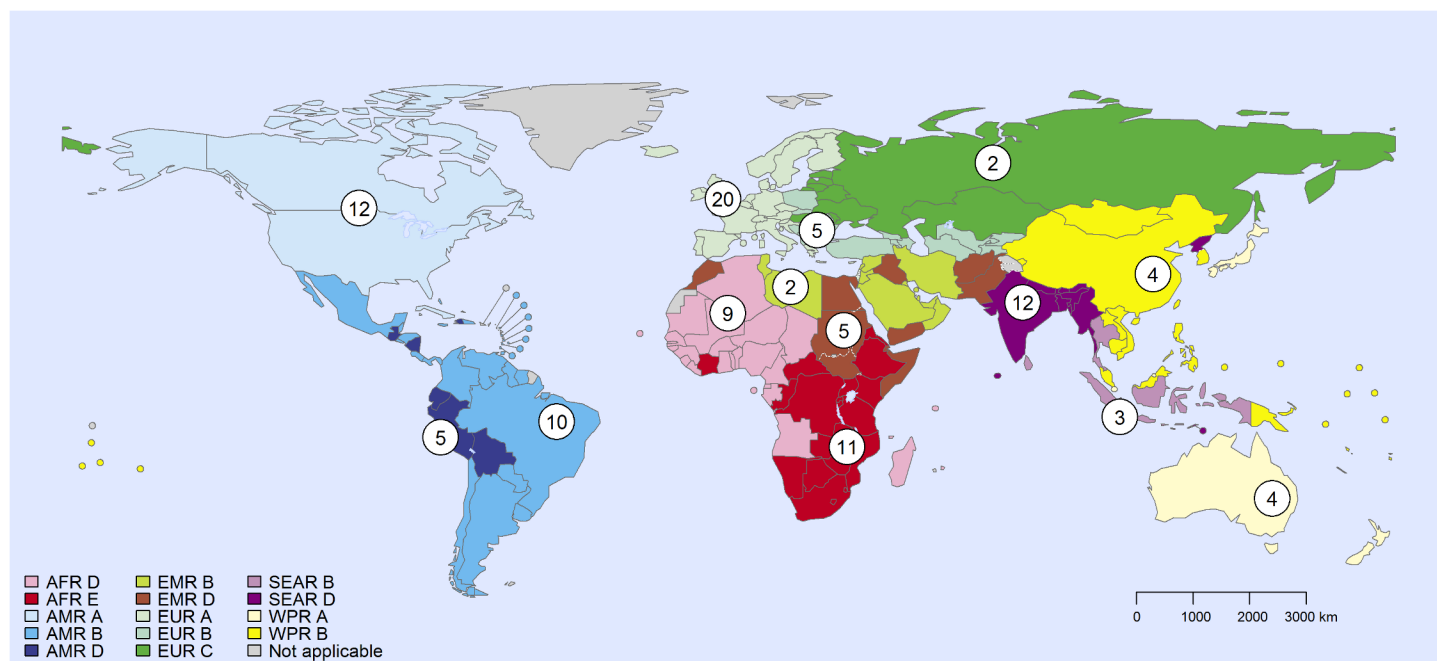 2
12
20
5
2
4
12
9
5
3
10
5
11
4
AFR D
AFR E
AMR A
AMR B
AMR D
EMR B
EMR D
EUR A
EUR B
EUR C
SEAR B
SEAR D
WPR A
WPR B
Not applicable
0 1000 2000 3000 km